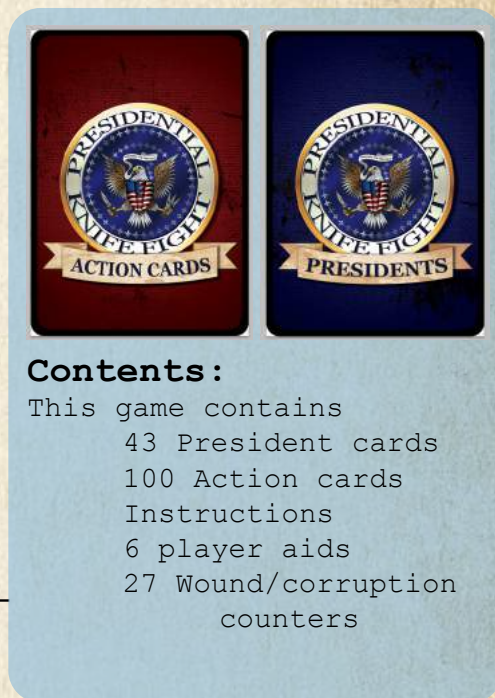 PRESIDENTIAL
KNIFE FIGHT
ACTION CARDS
PRESIDENTIAL
KNIFE FIGHT
PRESIDENTS
Contents:
This game contains
43 President cards
100 Action cards
Instructions
6 player aids
27 Wound/corruption
counters